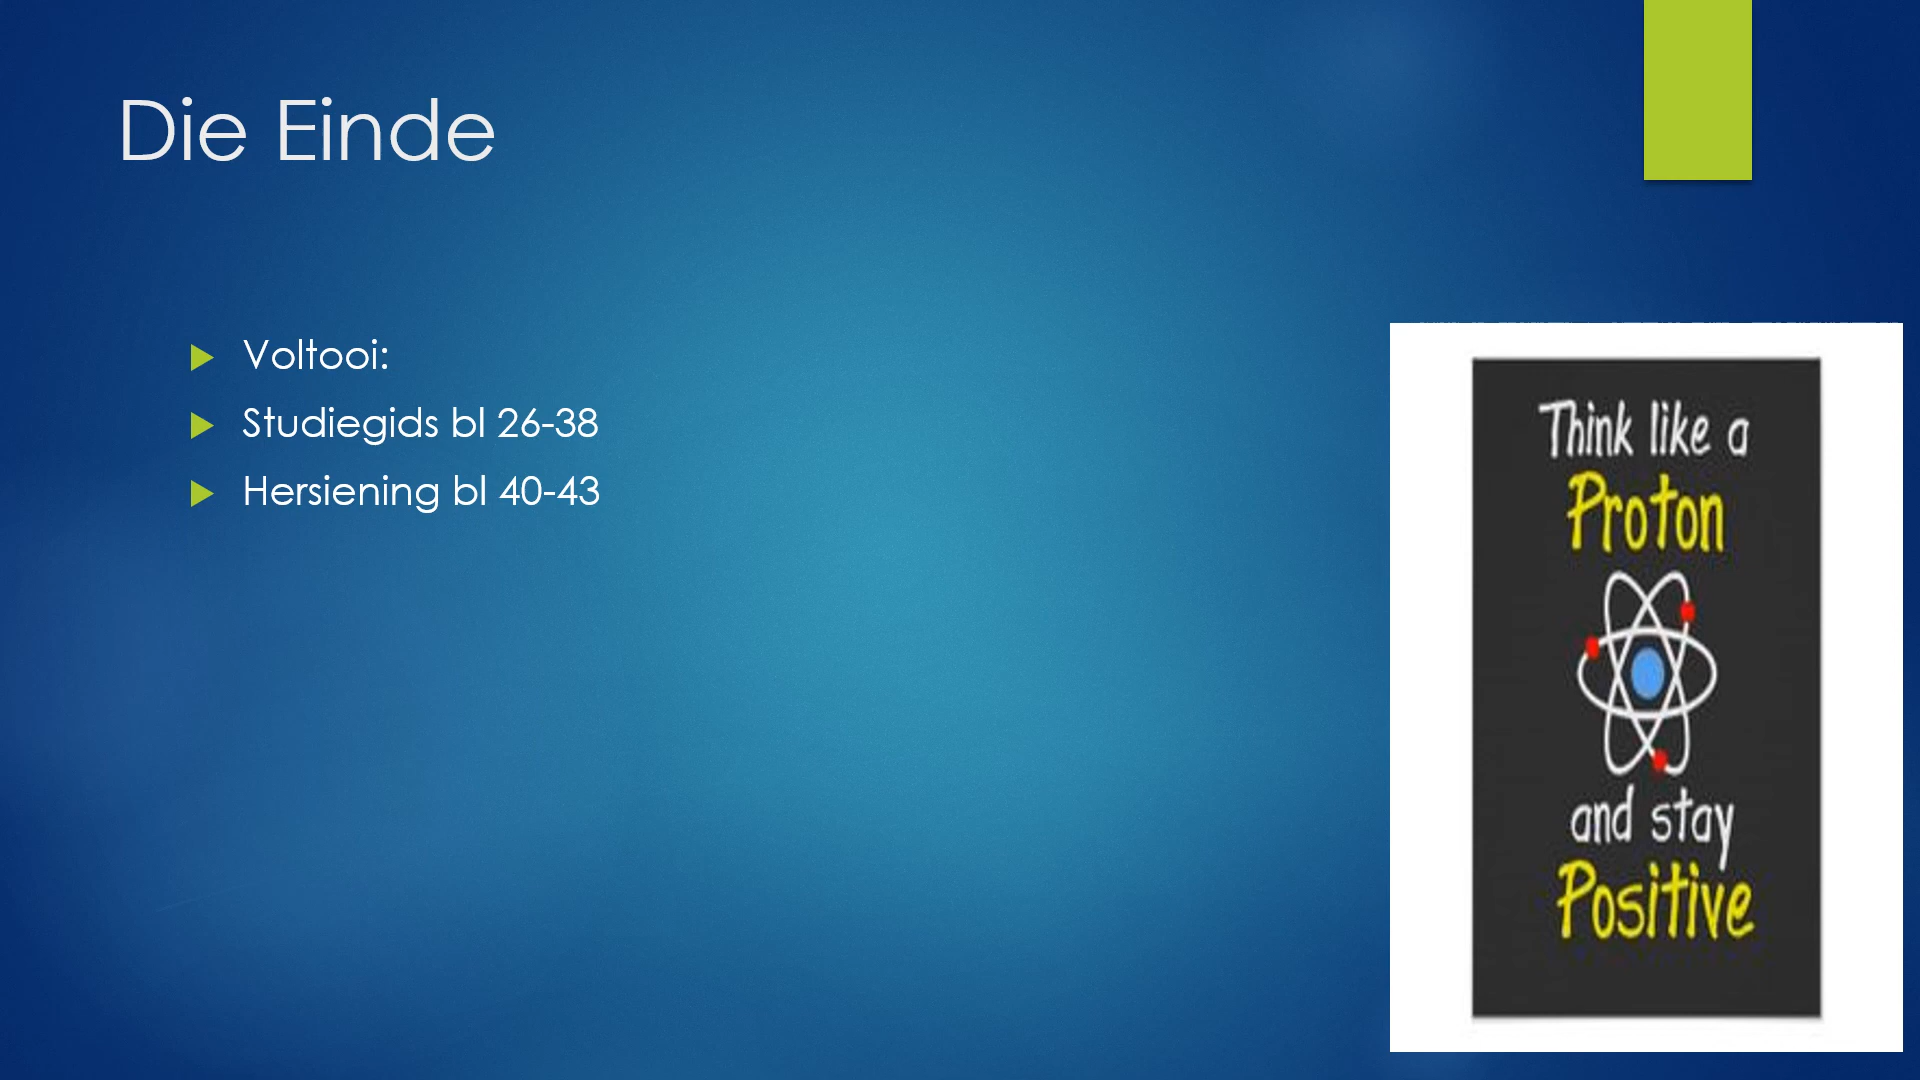 Die Einde
Voltooi:
Studiegids bl 26-38
Hersiening bl 40-43
Think like a
Proton
and stay
Positive